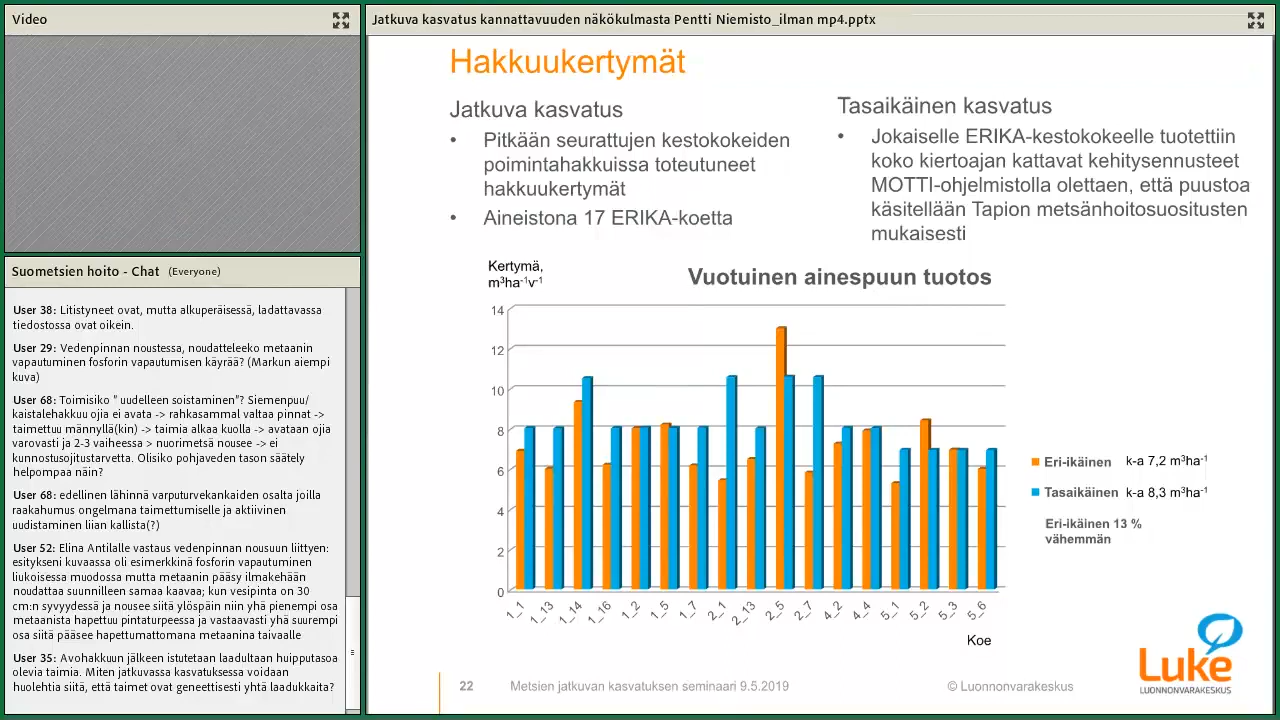 Video
Suometsien hoito - Chat (Everyone)
User 38: Litistyneet ovat, mutta alkuperäisessä, ladattavassa
tiedostossa ovat oikein.
User 29: Vedenpinnan noustessa, noudatteleeko metaanin
vapautuminen fosforin vapautumisen käyrää? (Markun aiempi
kuva)
User 68: Toimisiko " uudelleen soistaminen"? Siemenpuu/
kaistalehakkuu ojia ei avata -> rahkasammal valtaa pinnat ->
taimettuu männyllä(kin) -> taimia alkaa kuolla -> avataan ojia
varovasti ja 2-3 vaiheessa > nuorimetsä nousee -> ei
kunnostusojitustarvetta. Olisiko pohjaveden tason säätely
helpompaa näin?
User 68: edellinen lähinnä varputurvekankaiden osalta joilla
raakahumus ongelmana taimettumiselle ja aktiivinen
uudistaminen liian kallista(?)
User 52: Elina Antilalle vastaus vedenpinnan nousuun liittyen:
esitykseni kuvaassa oli esimerkkinä fosforin vapautuminen
liukoisessa muodossa mutta metaanin pääsy ilmakehään
noudattaa suunnilleen samaa kaavaa; k=n vesipinta on 30
cm:n syvyydessä ja nousee siitä ylöspäin niin yhä pienempi osa
metaanista hapettuu pintaturpeessa ja vastaavasti yhä suurempi
osa siitä pääsee hapettumattomana metaanina taivaalle
User 35: Avohakkuun jälkeen istutetaan laadultaan huipputasoa
olevia taimia. Miten jatkuvassa kasvatuksessa voidaan
huolehtia siitä, että taimet ovat geneettisesti yhtä laadukkaita?
Jatkuva kasvatus kannattavuuden näkökulmasta Pentti Niemisto_ilman mp4.pptx
Hakkuukertymät
Jatkuva kasvatus
• Pitkään seurattujen kestokokeiden
poimintahakkuissa toteutuneet
hakkuukertymät
• Aineistona 17 ERIKA-koetta
Tasaikäinen kasvatus
• Jokaiselle ERIKA-kestokokeelle tuotettiin
koko kiertoajan kattavat kehitysennusteet
MOTTI-ohjelmistolla olettaen, että puustoa
käsitellään Tapion metsänhoitosuositusten
mukaisesti
Kertymä,
m³ha⁻¹v⁻¹
Vuotuinen ainespuun tuotos
14
12
10
8
6
4
2
0
1_1 1_13 1_14 1_16 1_2 1_5 1_7 2_1 2_13 2_5 2_7 4_2 4_4 5_1 5_2 5_3 5_6
Koe
Eri-ikäinen k-a 7,2 m³ha⁻¹
Tasaikäinen k-a 8,3 m³ha⁻¹
Eri-ikäinen 13 %
vähemmän
Luke
LUONNONVARAKESKUS
22 Metsien jatkuvan kasvatuksen seminaari 9.5.2019 © Luonnonvarakeskus